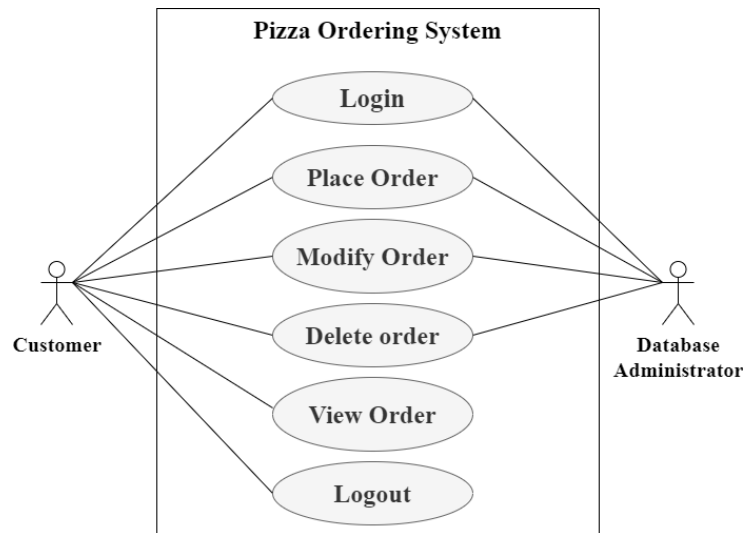 Pizza Ordering System
Login
Place Order
Modify Order
Delete order
View Order
Logout
Customer
Database
Administrator